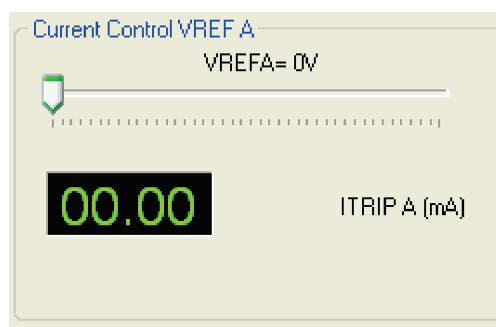 Current Control VREF A
VREFA= 0V
00.00
ITRIP A (mA)